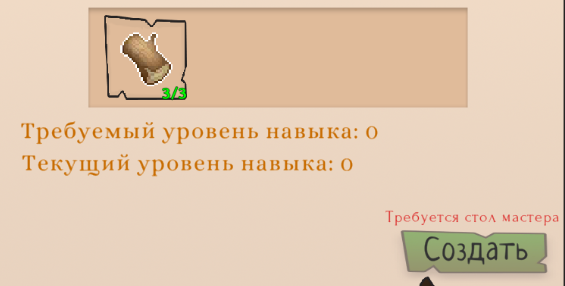 3/3
Требуемый уровень навыка: 0
Текущий уровень навыка: 0
Требуется стол мастера
Создать